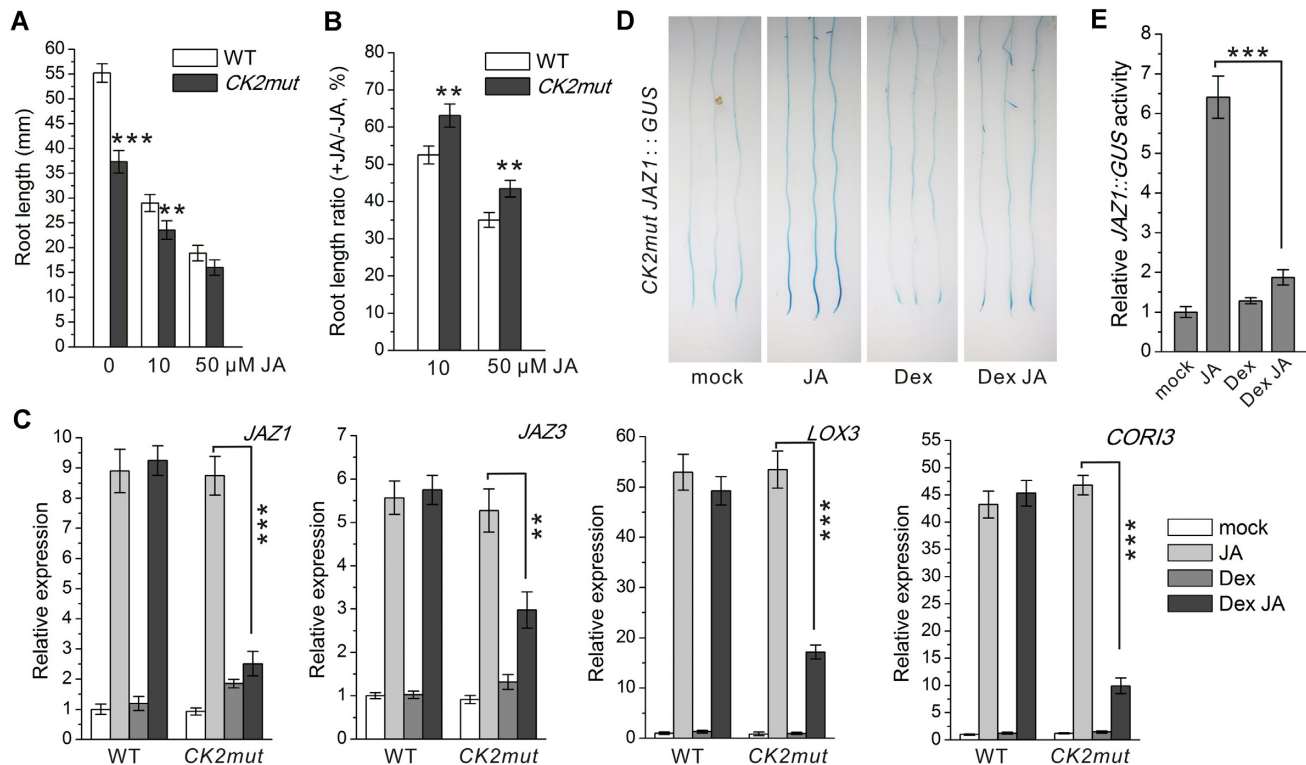 A
Root length (mm)
60
55
50
45
40
35
30
25
20
15
10
5
0
WT
CK2mut
***
**
0 10 50 µM JA
B
Root length ratio (+JA/-JA, %)
80
70
60
50
40
30
20
10
0
WT
CK2mut
**
**
10 50 µM JA
D
CK2mut JAZ1::GUS
mock JA Dex Dex JA
E
Relative JAZ1::GUS activity
8
7
6
5
4
3
2
1
0
***
mock JA Dex Dex JA
C
Relative expression
10
9
8
7
6
5
4
3
2
1
0
JAZ1
***
WT CK2mut
Relative expression
7
6
5
4
3
2
1
0
JAZ3
**
WT CK2mut
Relative expression
60
50
40
30
20
10
0
LOX3
***
WT CK2mut
Relative expression
55
50
45
40
35
30
25
20
15
10
5
0
CORI3
***
WT CK2mut
mock
JA
Dex
Dex JA